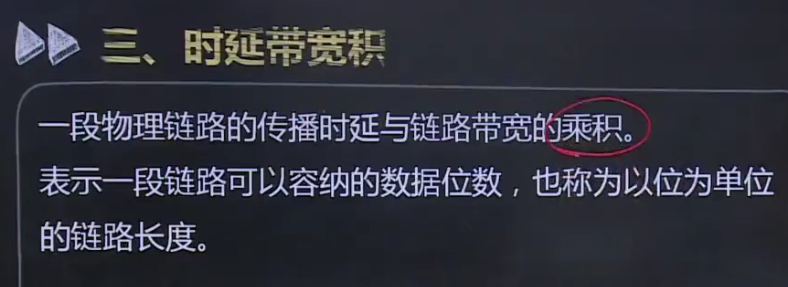 三、时延带宽积
一段物理链路的传播时延与链路带宽的乘积。
表示一段链路可以容纳的数据位数，也称为以位为单位
的链路长度。